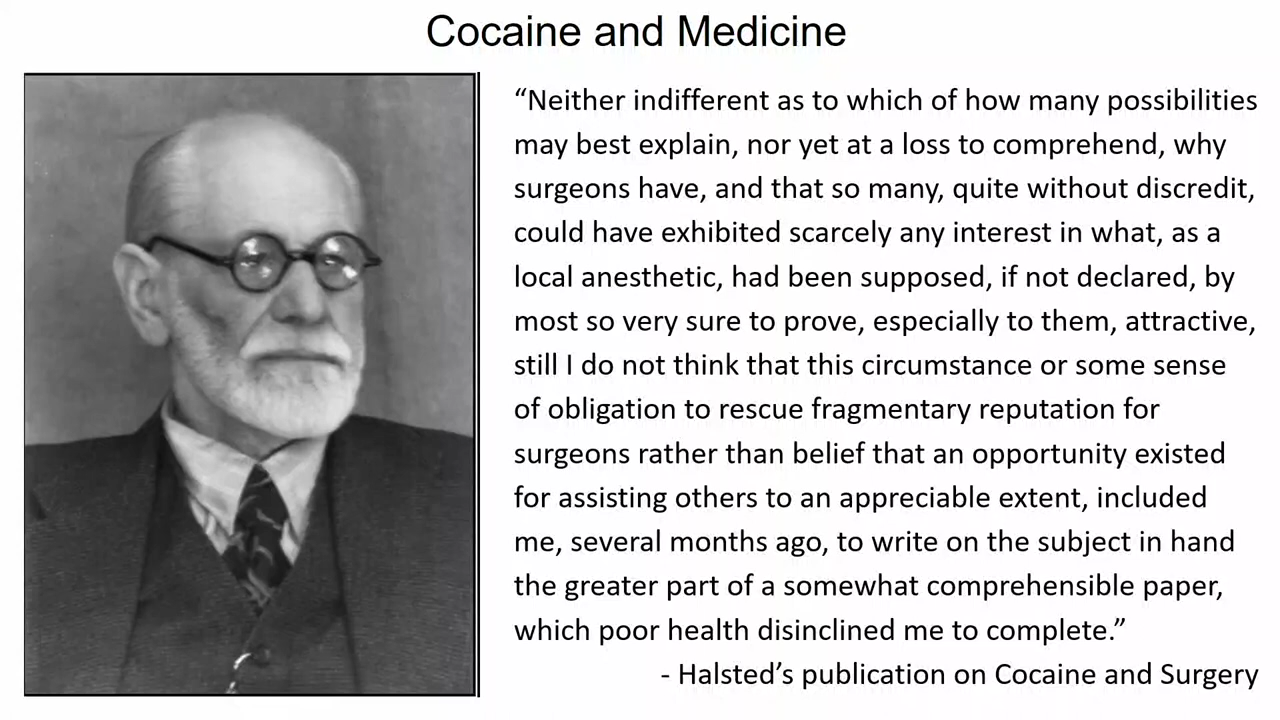 Cocaine and Medicine
“Neither indifferent as to which of how many possibilities
may best explain, nor yet at a loss to comprehend, why
surgeons have, and that so many, quite without discredit,
could have exhibited scarcely any interest in what, as a
local anesthetic, had been supposed, if not declared, by
most so very sure to prove, especially to them, attractive,
still I do not think that this circumstance or some sense
of obligation to rescue fragmentary reputation for
surgeons rather than belief that an opportunity existed
for assisting others to an appreciable extent, included
me, several months ago, to write on the subject in hand
the greater part of a somewhat comprehensible paper,
which poor health disinclined me to complete.”
- Halsted’s publication on Cocaine and Surgery